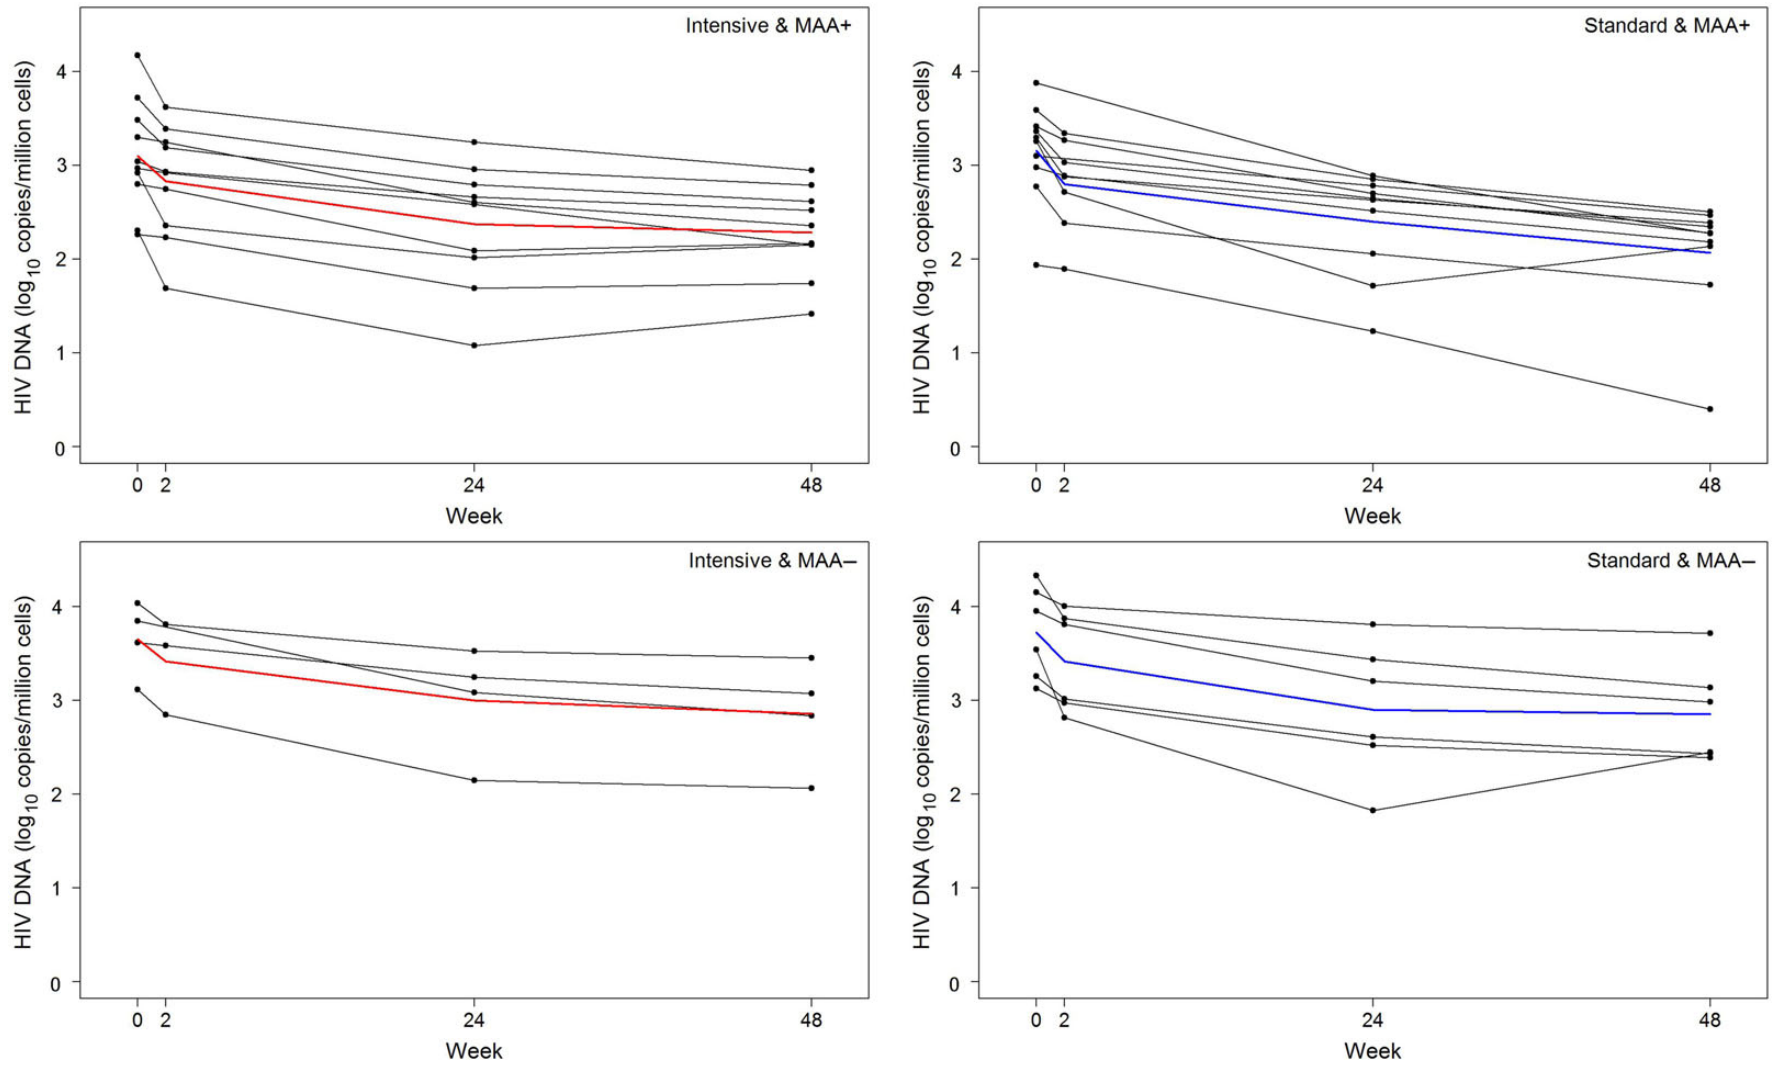 Intensive & MAA+
HIV DNA (log10 copies/million cells)
4
3
2
1
0
0 2 24 48
Week
Standard & MAA+
HIV DNA (log10 copies/million cells)
4
3
2
1
0
0 2 24 48
Week
Intensive & MAA–
HIV DNA (log10 copies/million cells)
4
3
2
1
0
0 2 24 48
Week
Standard & MAA–
HIV DNA (log10 copies/million cells)
4
3
2
1
0
0 2 24 48
Week